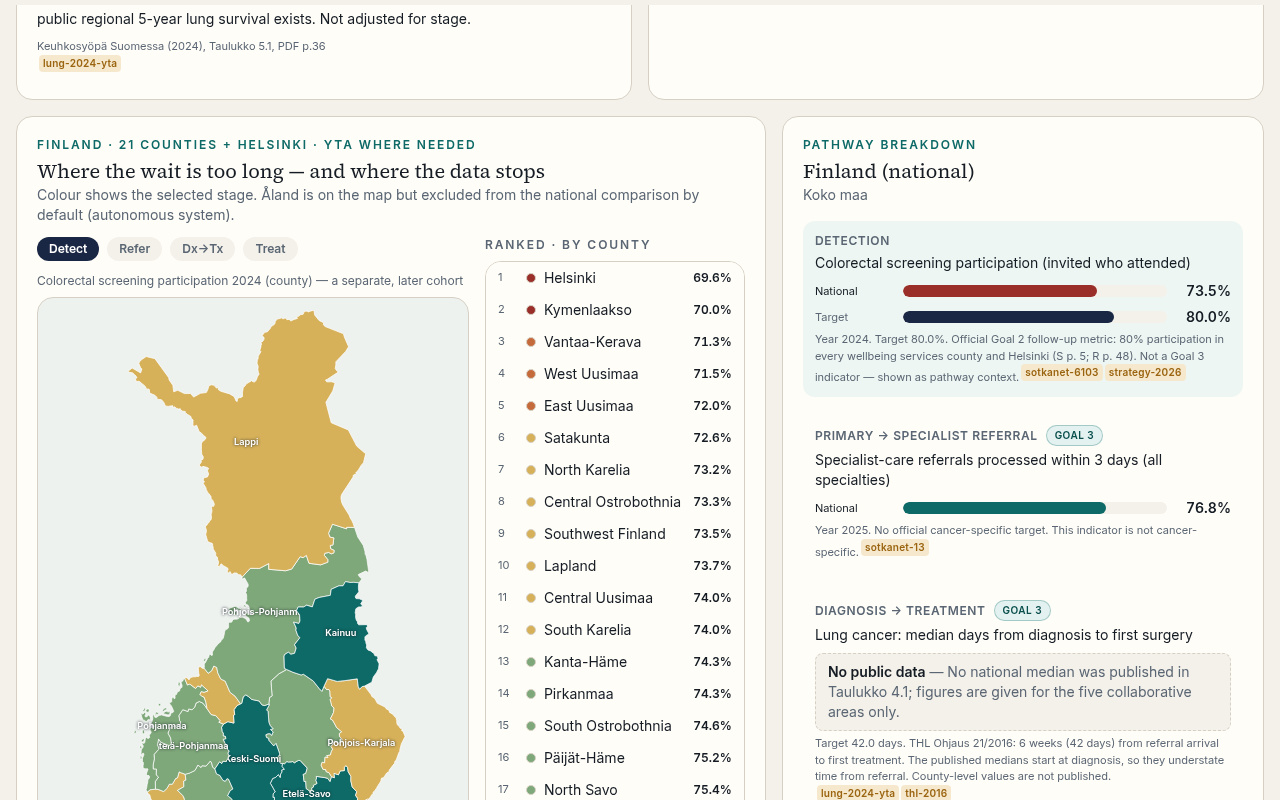 public regional 5-year lung survival exists. Not adjusted for stage.
Keuhkosyöpä Suomessa (2024), Taulukko 5.1, PDF p.36
lung-2024-yta
FINLAND · 21 COUNTIES + HELSINKI · YTA WHERE NEEDED
Where the wait is too long — and where the data stops
Colour shows the selected stage. Åland is on the map but excluded from the national comparison by
default (autonomous system).
Detect Refer Dx→Tx Treat
Colorectal screening participation 2024 (county) — a separate, later cohort
Lappi
Pohjois-Pohjanm
Kainuu
Pohjanmaa
telä-Pohjanmaa
Keski-Suom
Pohjois-Karjala
Etelä-Savo
RANKED · BY COUNTY
1 Helsinki 69.6%
2 Kymenlaakso 70.0%
3 Vantaa-Kerava 71.3%
4 West Uusimaa 71.5%
5 East Uusimaa 72.0%
6 Satakunta 72.6%
7 North Karelia 73.2%
8 Central Ostrobothnia 73.3%
9 Southwest Finland 73.5%
10 Lapland 73.7%
11 Central Uusimaa 74.0%
12 South Karelia 74.0%
13 Kanta-Häme 74.3%
14 Pirkanmaa 74.3%
15 South Ostrobothnia 74.6%
16 Päijät-Häme 75.2%
17 North Savo 75.4%
PATHWAY BREAKDOWN
Finland (national)
Koko maa
DETECTION
Colorectal screening participation (invited who attended)
National 73.5%
Target 80.0%
Year 2024. Target 80.0%. Official Goal 2 follow-up metric: 80% participation in
every wellbeing services county and Helsinki (S p. 5; R p. 48). Not a Goal 3
indicator — shown as pathway context. sotkanet-6103 strategy-2026
PRIMARY → SPECIALIST REFERRAL GOAL 3
Specialist-care referrals processed within 3 days (all
specialties)
National 76.8%
Year 2025. No official cancer-specific target. This indicator is not cancer-
specific. sotkanet-13
DIAGNOSIS → TREATMENT GOAL 3
Lung cancer: median days from diagnosis to first surgery
No public data — No national median was published in
Taulukko 4.1; figures are given for the five collaborative
areas only.
Target 42.0 days. THL Ohjaus 21/2016: 6 weeks (42 days) from referral arrival
to first treatment. The published medians start at diagnosis, so they understate
time from referral. County-level values are not published.
lung-2024-yta thl-2016